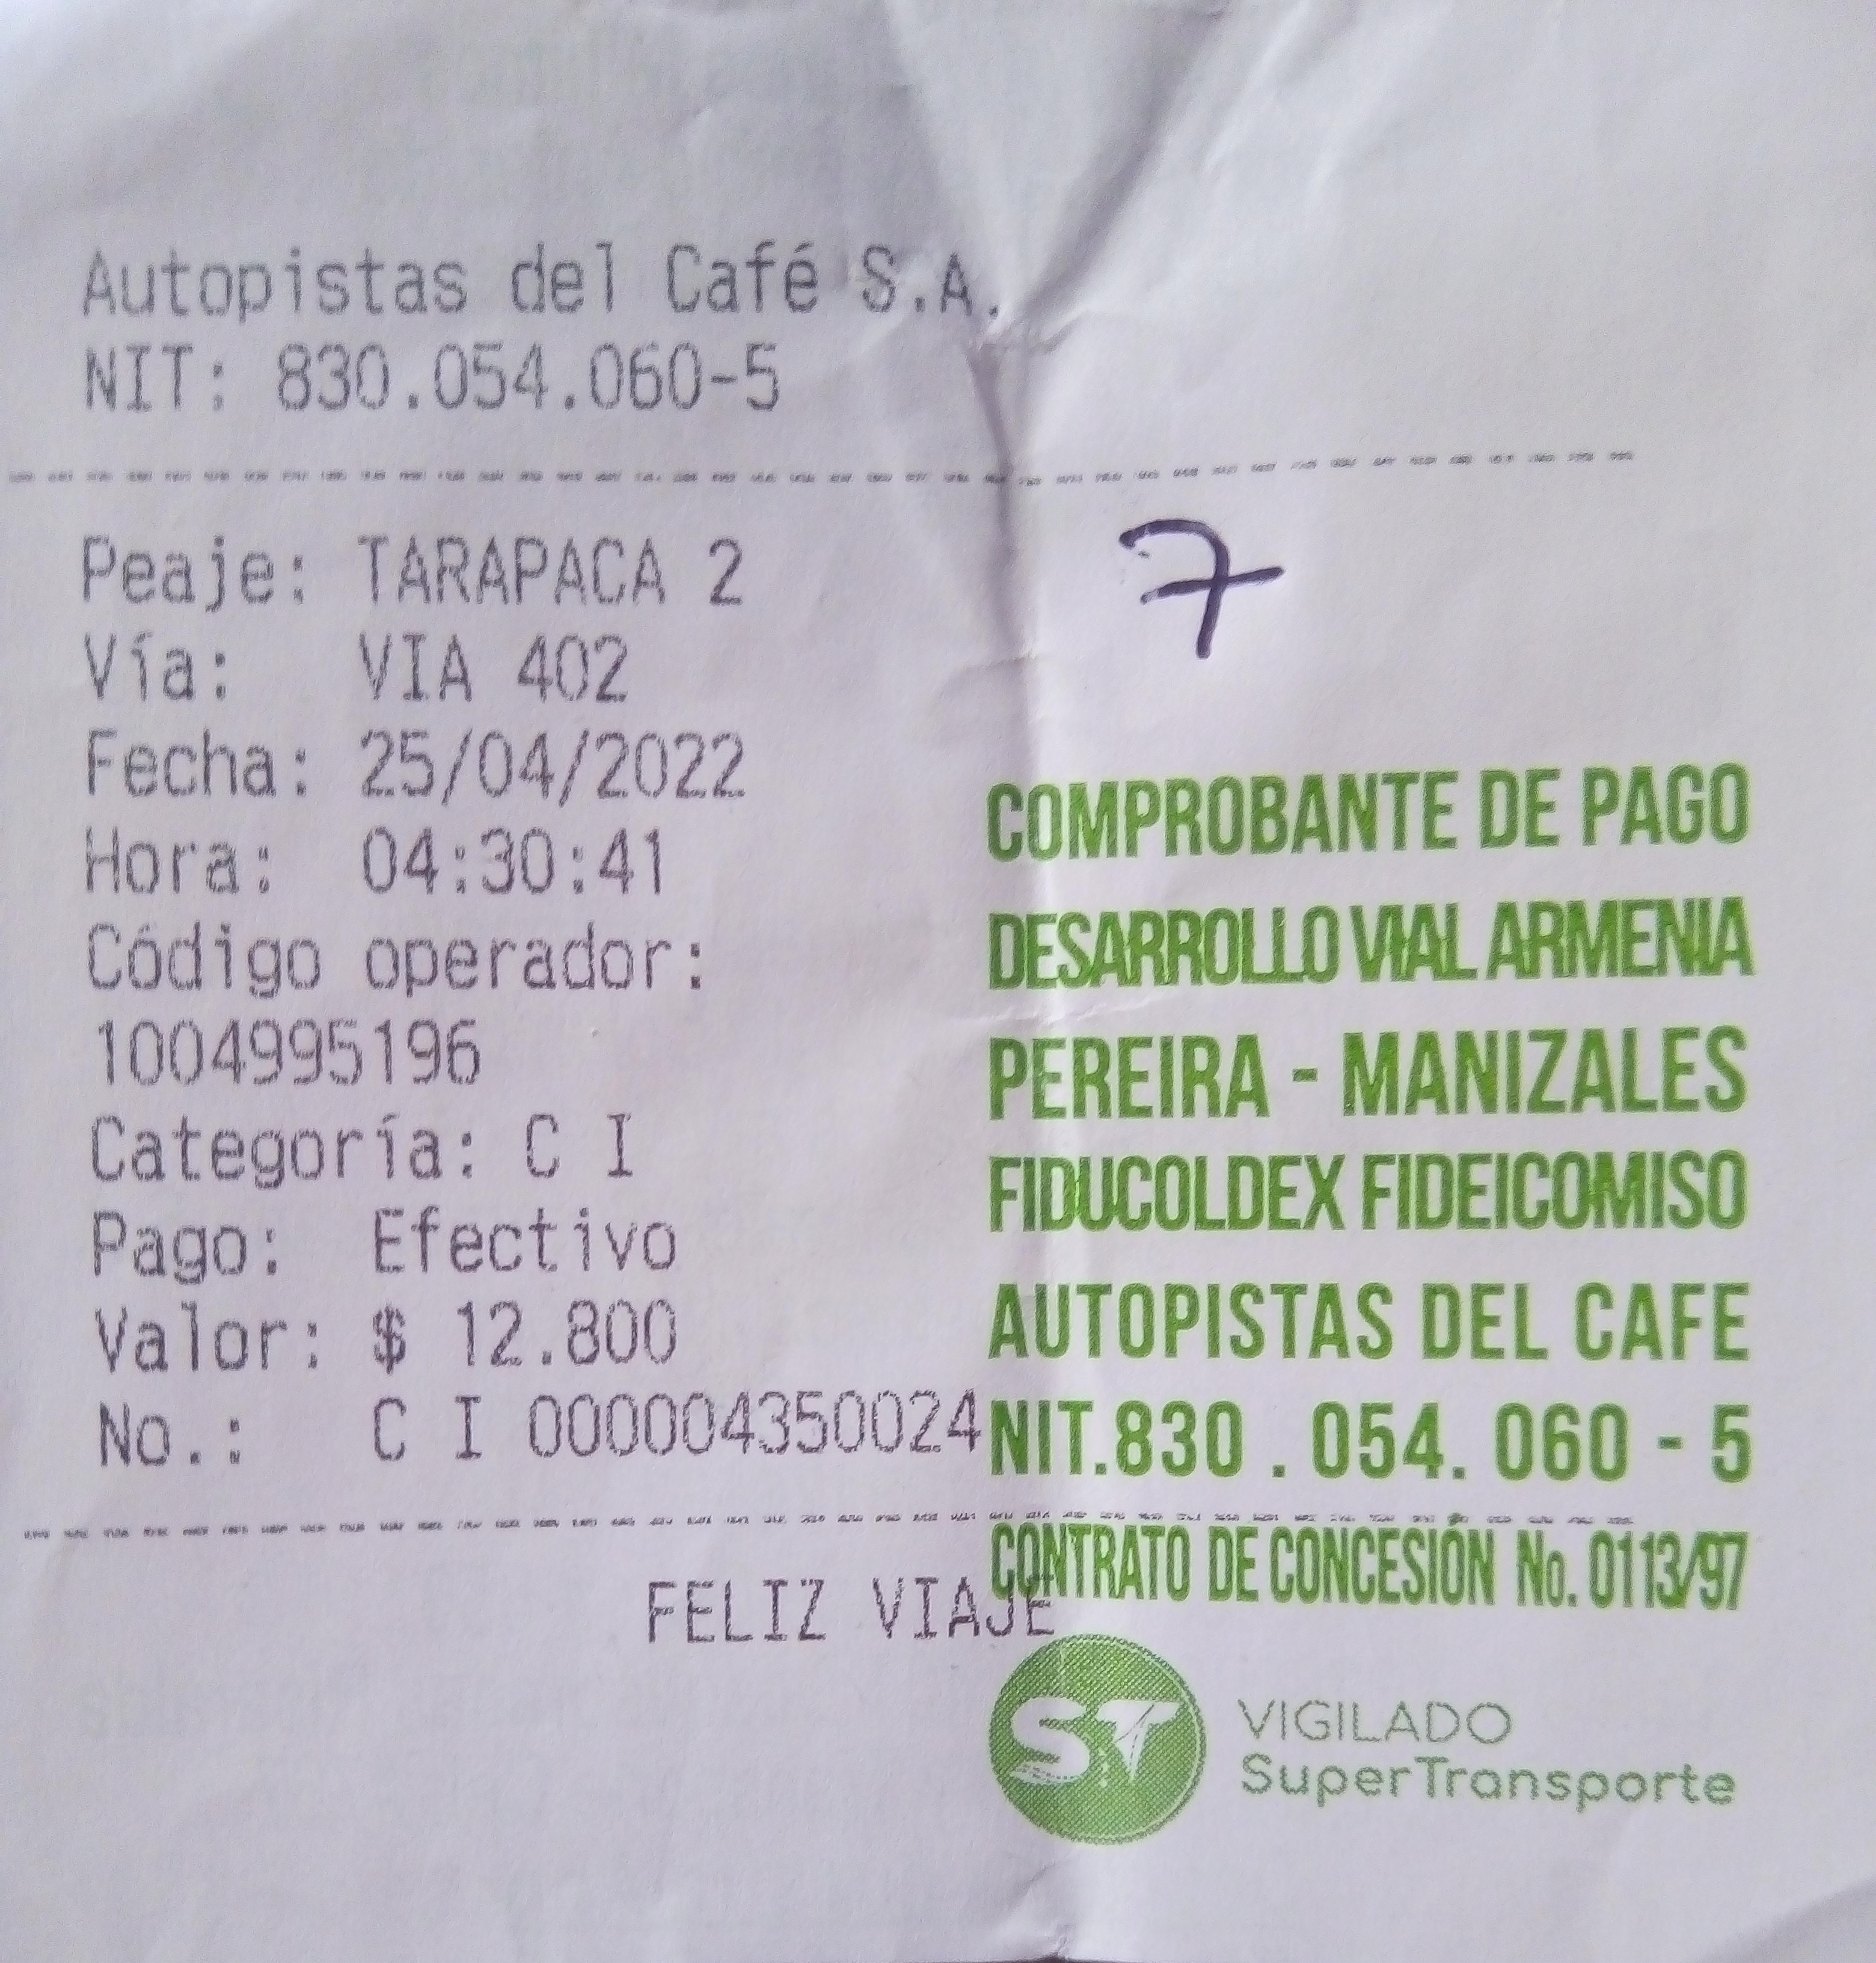 Autopistas del Café S.A.
NIT: 830.054.060-5
Peaje: TARAPACA 2
7
Vía: VIA 402
Fecha: 25/04/2022
Hora: 04:30:41
Código operador:
1004995196
Categoría: C I
Pago: Efectivo
Valor: $ 12.800
No.: C I 000004350024
FELIZ VIAJE
COMPROBANTE DE PAGO
DESARROLLO VIAL ARMENIA
PEREIRA - MANIZALES
FIDUCOLDEX FIDEICOMISO
AUTOPISTAS DEL CAFE
NIT.830 . 054. 060 - 5
CONTRATO DE CONCESIÓN No. 0113/97
ST
VIGILADO
SuperTransporte